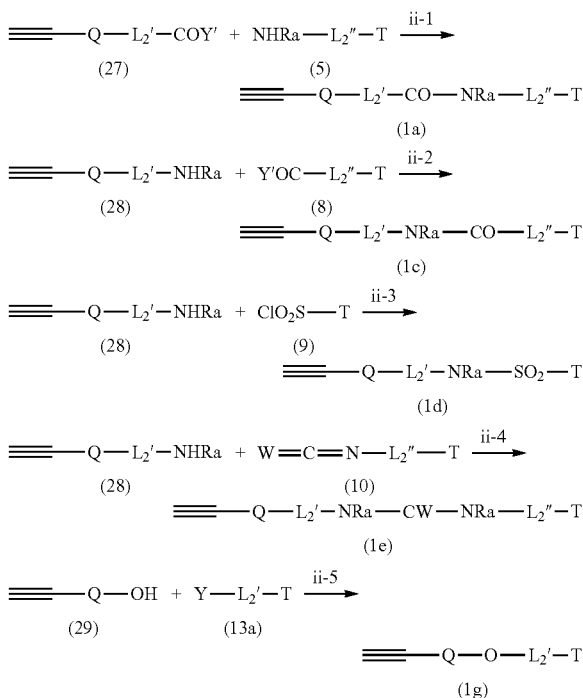 ≡—Q—L₂′—COY′ + NHRa—L₂″—T ii-1
(27) (5)
≡—Q—L₂′—CO—NRa—L₂″—T
(1a)
≡—Q—L₂′—NHRa + Y′OC—L₂″—T ii-2
(28) (8)
≡—Q—L₂′—NRa—CO—L₂″—T
(1c)
≡—Q—L₂′—NHRa + ClO₂S—T ii-3
(28) (9)
≡—Q—L₂′—NRa—SO₂—T
(1d)
≡—Q—L₂′—NHRa + W=C=N—L₂″—T ii-4
(28) (10)
≡—Q—L₂′—NRa—CW—NRa—L₂″—T
(1e)
≡—Q—OH + Y—L₂′—T ii-5
(29) (13a)
≡—Q—O—L₂′—T
(1g)